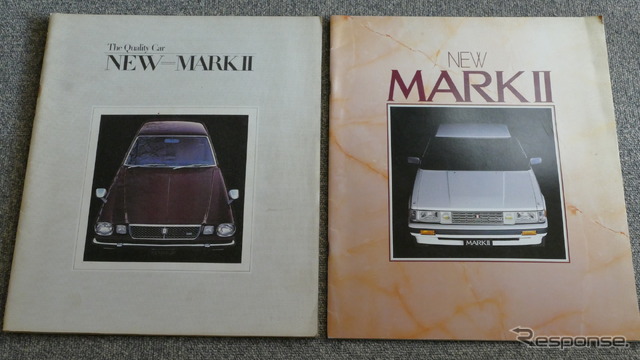 The Quality Car
NEW MARK II
NEW
MARK II
MARK II
Response.